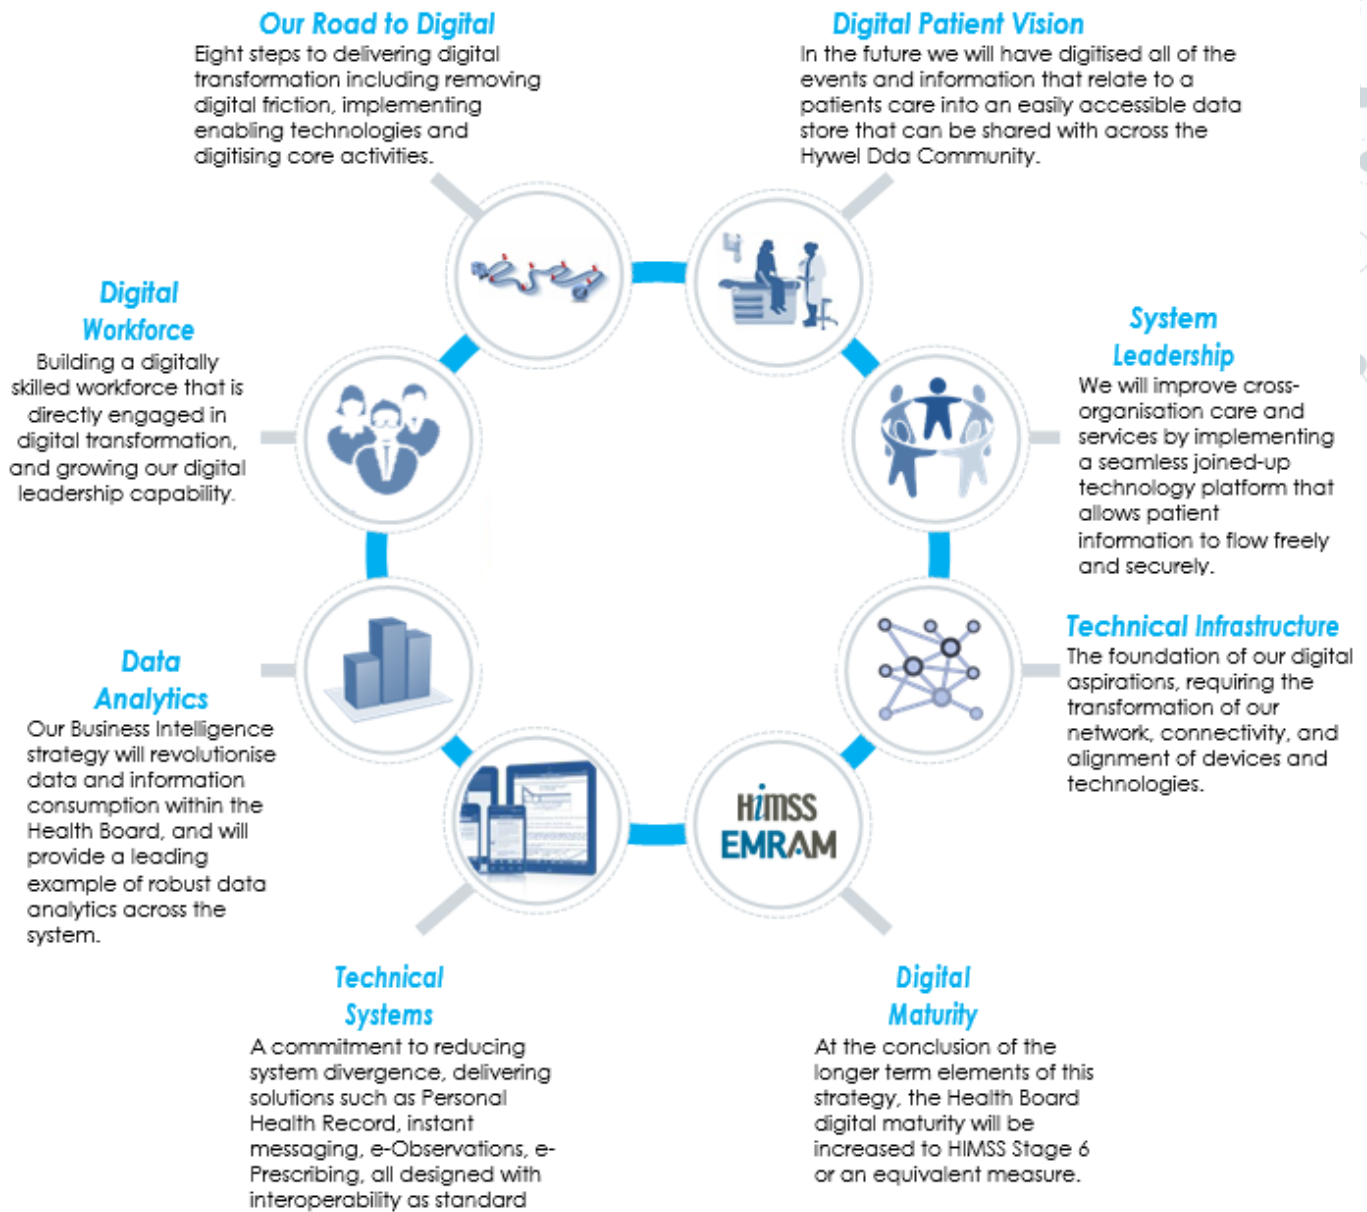 Our Road to Digital
Eight steps to delivering digital
transformation including removing
digital friction, implementing
enabling technologies and
digitising core activities.
Digital Patient Vision
In the future we will have digitised all of the
events and information that relate to a
patients care into an easily accessible data
store that can be shared with across the
Hywel Dda Community.
Digital
Workforce
Building a digitally
skilled workforce that is
directly engaged in
digital transformation,
and growing our digital
leadership capability.
System
Leadership
We will improve cross-
organisation care and
services by implementing
a seamless joined-up
technology platform that
allows patient
information to flow freely
and securely.
Technical Infrastructure
The foundation of our digital
aspirations, requiring the
transformation of our
network, connectivity, and
alignment of devices and
technologies.
Data
Analytics
Our Business Intelligence
strategy will revolutionise
data and information
consumption within the
Health Board, and will
provide a leading
example of robust data
analytics across the
system.
HiMSS
EMRAM
Technical
Systems
A commitment to reducing
system divergence, delivering
solutions such as Personal
Health Record, instant
messaging, e-Observations, e-
Prescribing, all designed with
interoperability as standard
Digital
Maturity
At the conclusion of the
longer term elements of this
strategy, the Health Board
digital maturity will be
increased to HIMSS Stage 6
or an equivalent measure.